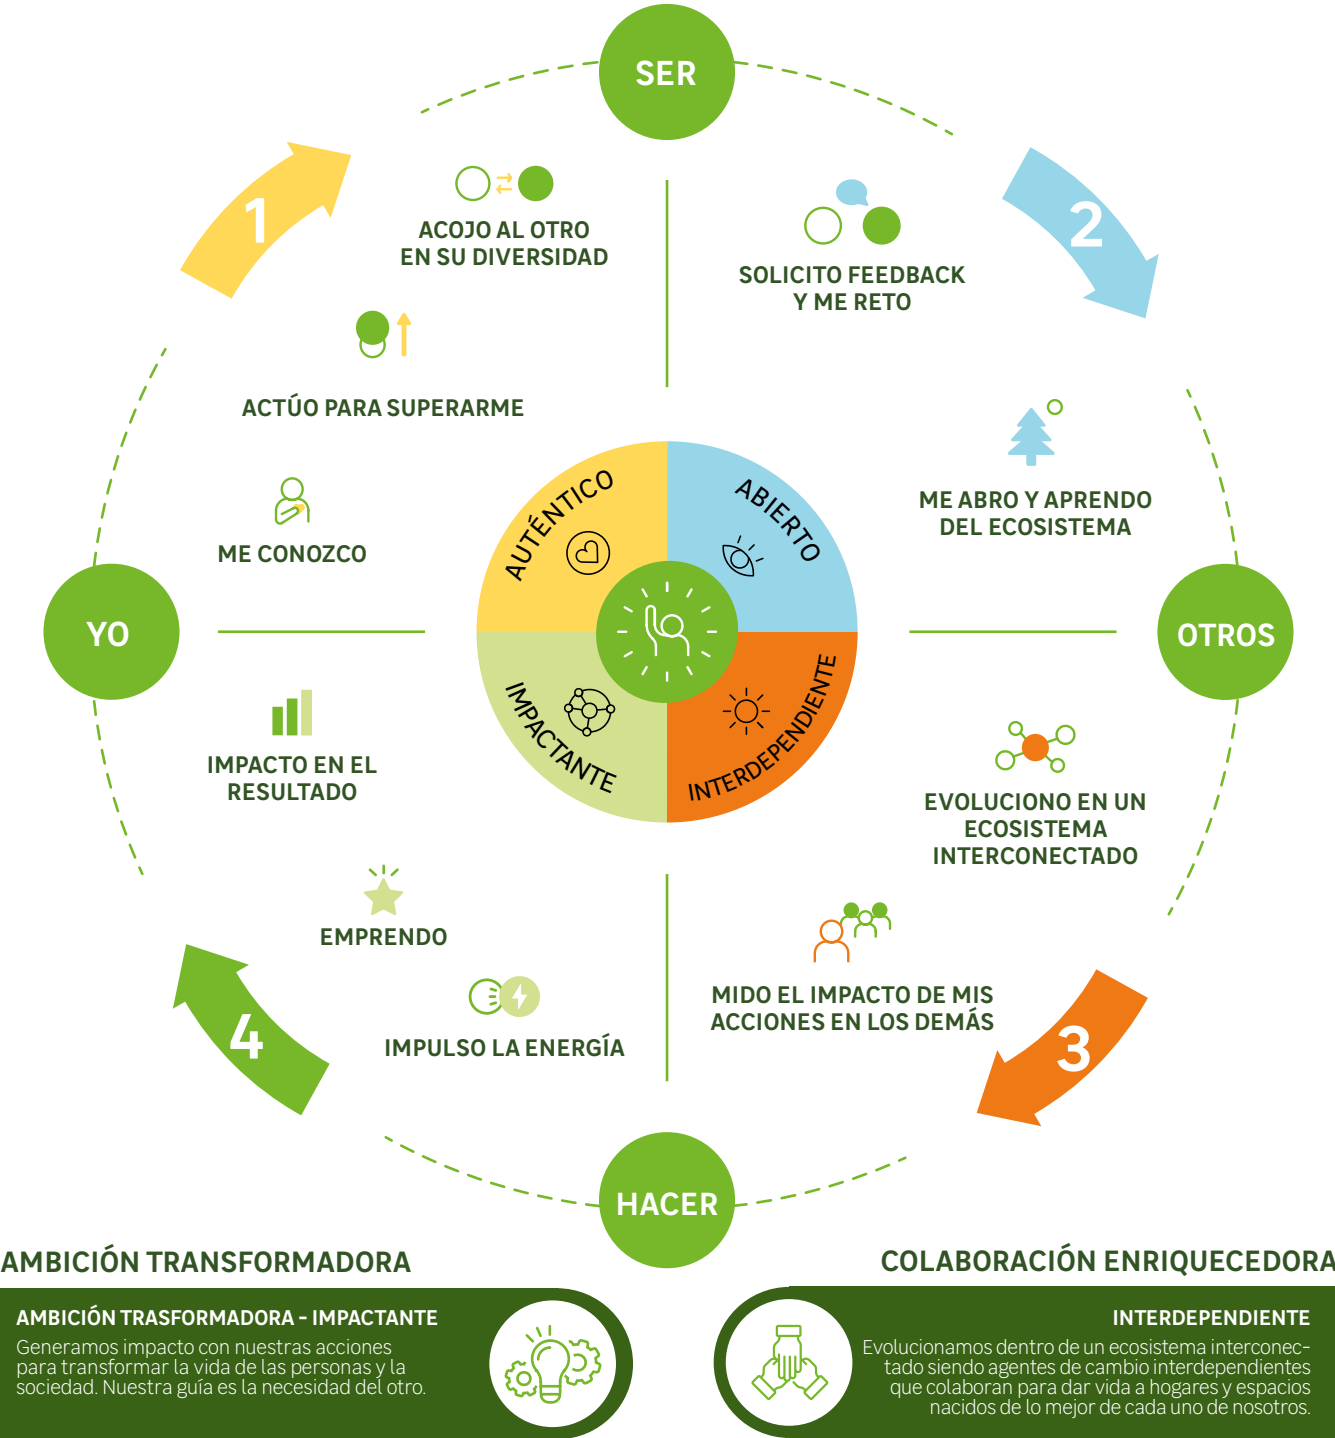 SER
1
ACOJO AL OTRO
EN SU DIVERSIDAD
2
SOLICITO FEEDBACK
Y ME RETO
ACTÚO PARA SUPERARME
ME ABRO Y APRENDO
DEL ECOSISTEMA
ME CONOZCO
AUTÉNTICO
ABIERTO
YO
OTROS
IMPACTANTE
INTERDEPENDIENTE
IMPACTO EN EL
RESULTADO
EVOLUCIONO EN UN
ECOSISTEMA
INTERCONECTADO
EMPRENDO
MIDO EL IMPACTO DE MIS
ACCIONES EN LOS DEMÁS
4
IMPULSO LA ENERGÍA
3
HACER
AMBICIÓN TRANSFORMADORA
AMBICIÓN TRASFORMADORA - IMPACTANTE
Generamos impacto con nuestras acciones
para transformar la vida de las personas y la
sociedad. Nuestra guía es la necesidad del otro.
COLABORACIÓN ENRIQUECEDORA
INTERDEPENDIENTE
Evolucionamos dentro de un ecosistema interconec-
tado siendo agentes de cambio interdependientes
que colaboran para dar vida a hogares y espacios
nacidos de lo mejor de cada uno de nosotros.